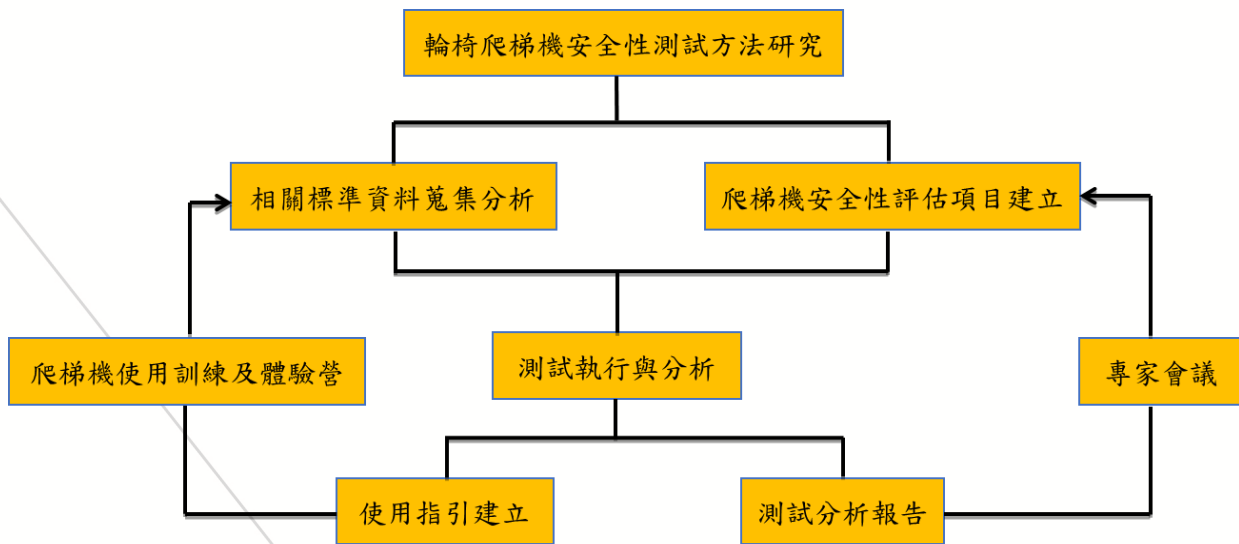 輪椅爬梯機安全性測試方法研究
相關標準資料蒐集分析
爬梯機安全性評估項目建立
爬梯機使用訓練及體驗營
測試執行與分析
專家會議
使用指引建立
測試分析報告